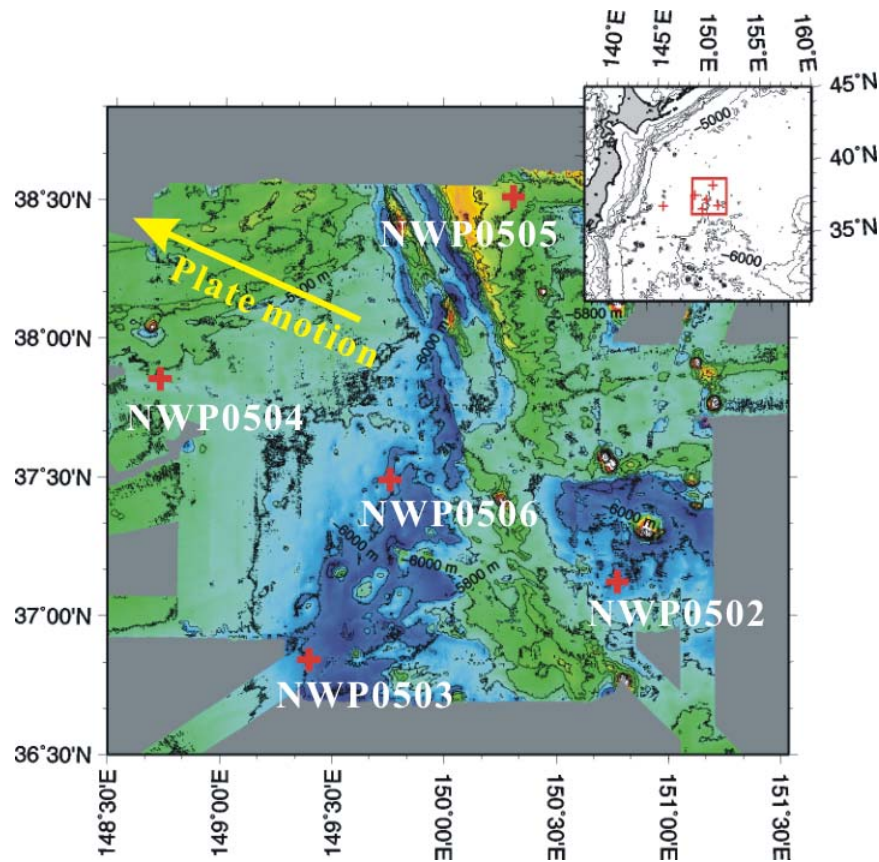 140˚E
145˚E
150˚E
155˚E
160˚E
45˚N
40˚N
35˚N
−5000
−6000
38˚30'N
38˚00'N
37˚30'N
37˚00'N
36˚30'N
NWP0505
Plate motion
−6000 m
−5800 m
NWP0504
NWP0506
−6000 m
−6000 m
−6000 m
−5800 m
NWP0502
NWP0503
148˚30'E
149˚00'E
149˚30'E
150˚00'E
150˚30'E
151˚00'E
151˚30'E